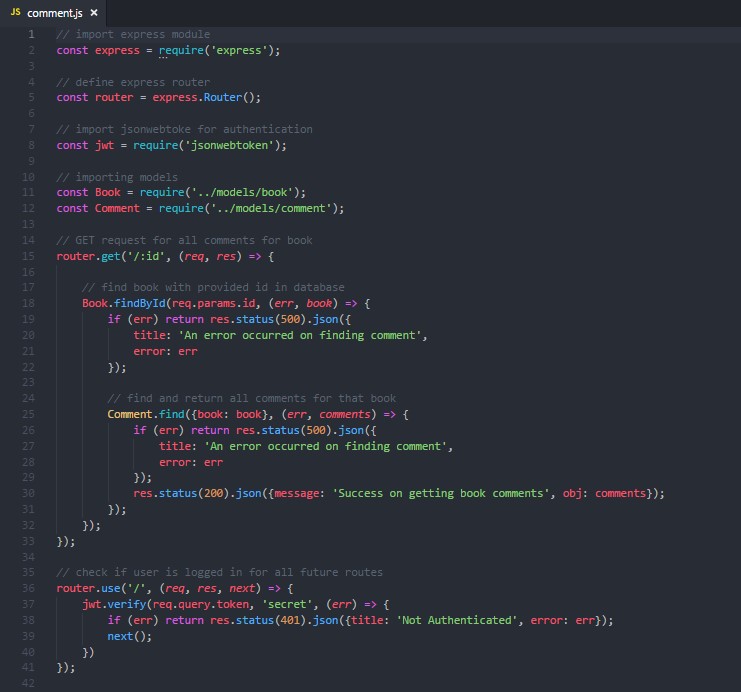 JS comment.js ×
1 // import express module
2 const express = require('express');
3
4 // define express router
5 const router = express.Router();
6
7 // import jsonwebtoke for authentication
8 const jwt = require('jsonwebtoken');
9
10 // importing models
11 const Book = require('../models/book');
12 const Comment = require('../models/comment');
13
14 // GET request for all comments for book
15 router.get('/:id', (req, res) => {
16
17     // find book with provided id in database
18     Book.findById(req.params.id, (err, book) => {
19         if (err) return res.status(500).json({
20             title: 'An error occurred on finding comment',
21             error: err
22         });
23
24         // find and return all comments for that book
25         Comment.find({book: book}, (err, comments) => {
26             if (err) return res.status(500).json({
27                 title: 'An error occurred on finding comment',
28                 error: err
29             });
30             res.status(200).json({message: 'Success on getting book comments', obj: comments});
31         });
32     });
33 });
34
35 // check if user is logged in for all future routes
36 router.use('/', (req, res, next) => {
37     jwt.verify(req.query.token, 'secret', (err) => {
38         if (err) return res.status(401).json({title: 'Not Authenticated', error: err});
39         next();
40     })
41 });
42